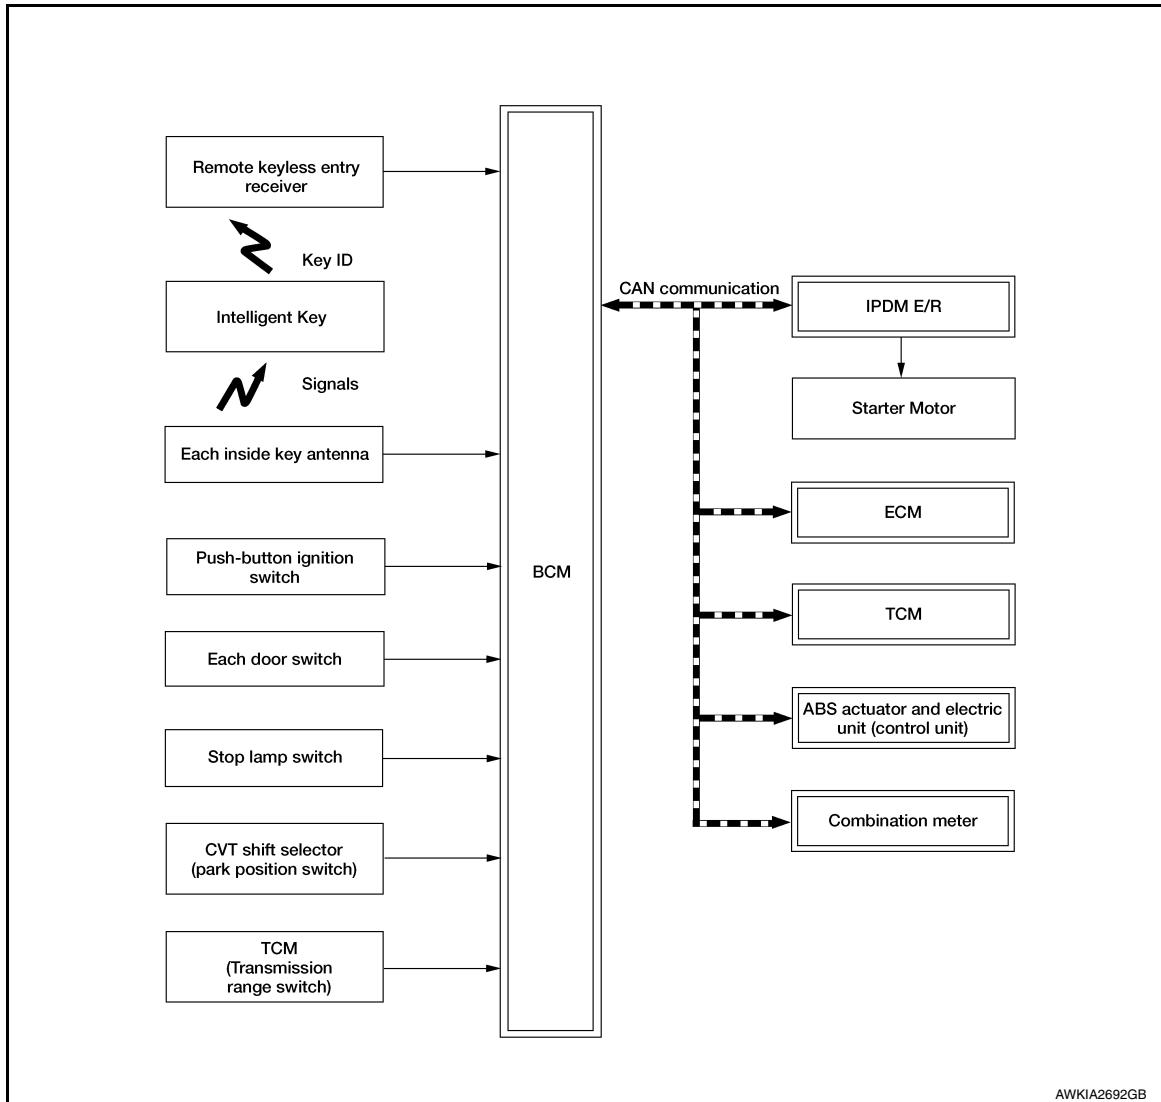 Remote keyless entry
receiver
Key ID
Intelligent Key
Signals
Each inside key antenna
Push-button ignition
switch
Each door switch
Stop lamp switch
CVT shift selector
(park position switch)
TCM
(Transmission
range switch)
BCM
CAN communication
IPDM E/R
Starter Motor
ECM
TCM
ABS actuator and electric
unit (control unit)
Combination meter
AWKIA2692GB